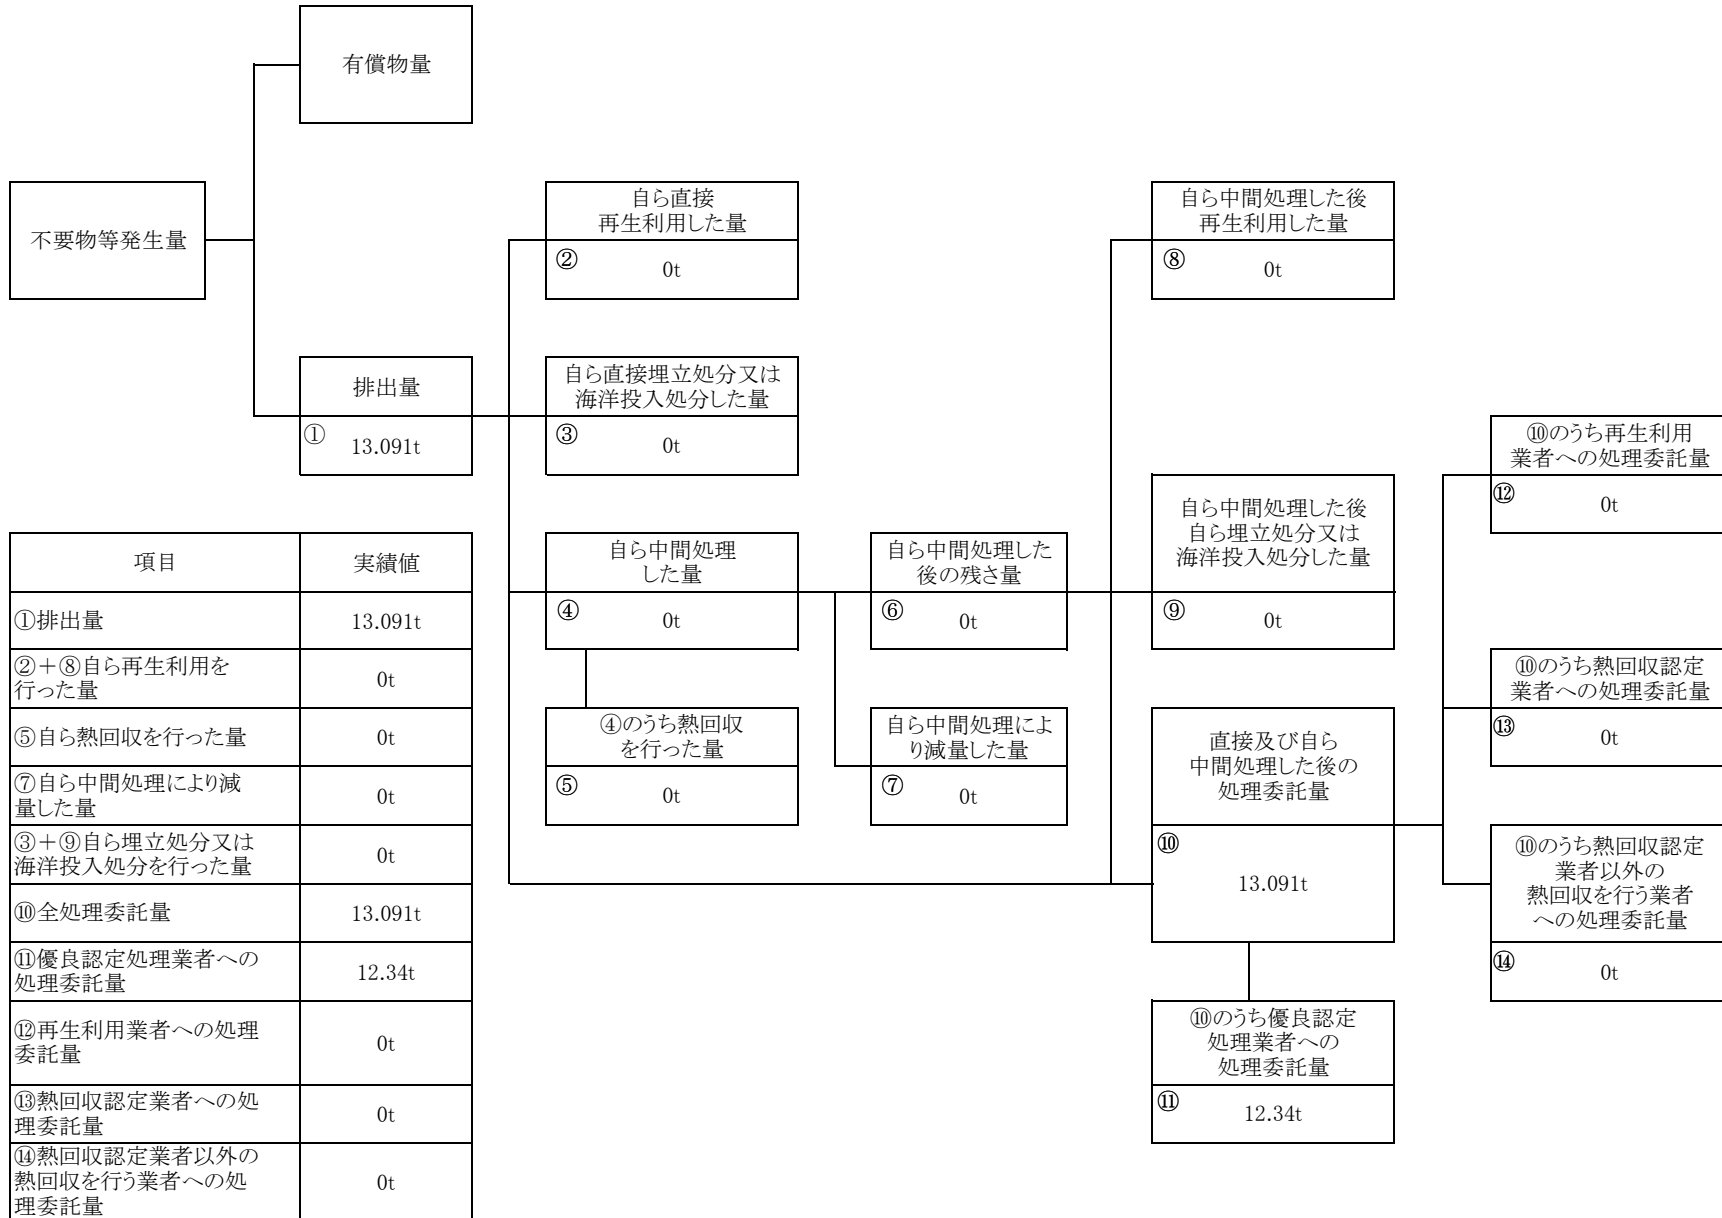 有償物量
不要物等発生量
自ら直接
再生利用した量
②
0t
自ら中間処理した後
再生利用した量
⑧
0t
排出量
①
13.091t
自ら直接埋立処分又は
海洋投入処分した量
③
0t
⑩のうち再生利用
業者への処理委託量
⑫
0t
自ら中間処理
した量
④
0t
自ら中間処理した
後の残さ量
⑥
0t
自ら中間処理した後
自ら埋立処分又は
海洋投入処分した量
⑨
0t
⑩のうち熱回収認定
業者への処理委託量
⑬
0t
④のうち熱回収
を行った量
⑤
0t
自ら中間処理によ
り減量した量
⑦
0t
直接及び自ら
中間処理した後の
処理委託量
⑩
13.091t
⑩のうち熱回収認定
業者以外の
熱回収を行う業者
への処理委託量
⑭
0t
⑩のうち優良認定
処理業者への
処理委託量
⑪
12.34t
項目
実績値
①排出量
13.091t
②＋⑧自ら再生利用を
行った量
0t
⑤自ら熱回収を行った量
0t
⑦自ら中間処理により減
量した量
0t
③＋⑨自ら埋立処分又は
海洋投入処分を行った量
0t
⑩全処理委託量
13.091t
⑪優良認定処理業者への
処理委託量
12.34t
⑫再生利用業者への処理
委託量
0t
⑬熱回収認定業者への処
理委託量
0t
⑭熱回収認定業者以外の
熱回収を行う業者への処
理委託量
0t